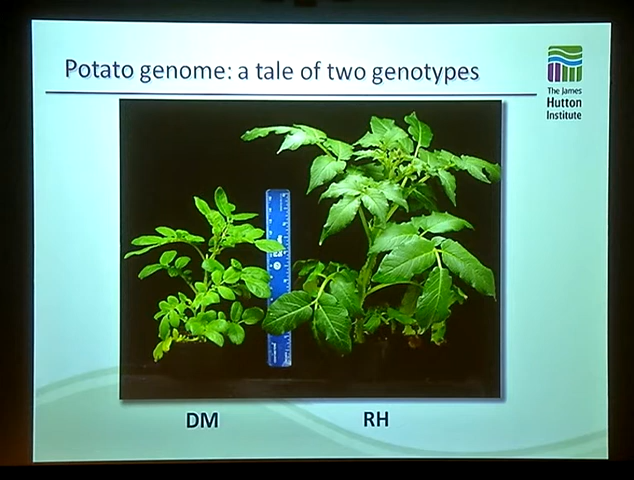 Potato genome: a tale of two genotypes
The James
Hutton
Institute
DM
RH